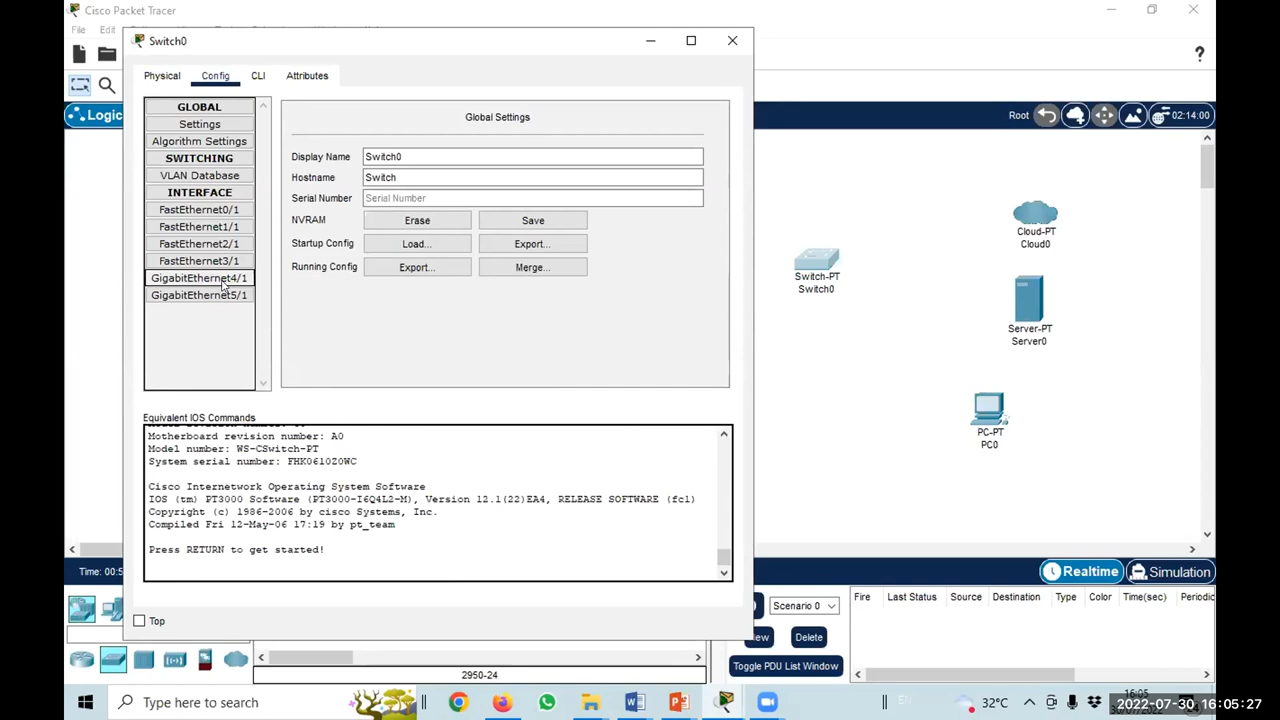 Cisco Packet Tracer
File Edit
Switch0
Physical Config CLI Attributes
Logic
Root
02:14:00
GLOBAL
Settings
Algorithm Settings
SWITCHING
VLAN Database
INTERFACE
FastEthernet0/1
FastEthernet1/1
FastEthernet2/1
FastEthernet3/1
GigabitEthernet4/1
GigabitEthernet5/1
Global Settings
Display Name Switch0
Hostname Switch
Serial Number Serial Number
NVRAM Erase Save
Startup Config Load... Export...
Running Config Export... Merge...
Cloud-PT
Cloud0
Switch-PT
Switch0
Server-PT
Server0
PC-PT
PC0
Equivalent IOS Commands
Motherboard revision number: A0
Model number: WS-CSwitch-PT
System serial number: FHK0610Z0WC
Cisco Internetwork Operating System Software
IOS (tm) PT3000 Software (PT3000-I6Q4L2-M), Version 12.1(22)EA4, RELEASE SOFTWARE (fc1)
Copyright (c) 1986-2006 by cisco Systems, Inc.
Compiled Fri 12-May-06 17:19 by pt_team
Press RETURN to get started!
Top
Time: 00:5
Realtime Simulation
Scenario 0
ew Delete
Toggle PDU List Window
Fire Last Status Source Destination Type Color Time(sec) Periodic
2950-24
Type here to search
32°C
16:05
2022-07-30 16:05:27